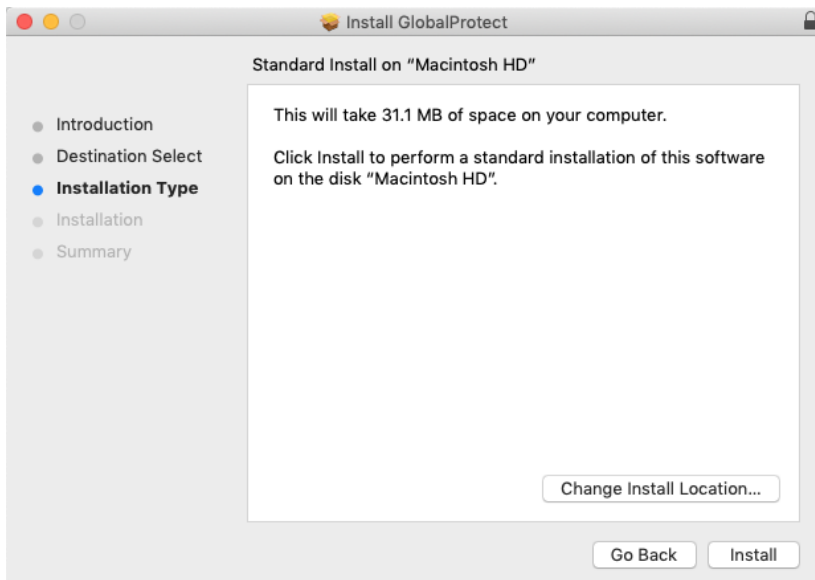 Install GlobalProtect
Standard Install on “Macintosh HD”
Introduction
Destination Select
Installation Type
Installation
Summary
This will take 31.1 MB of space on your computer.
Click Install to perform a standard installation of this software
on the disk “Macintosh HD”.
Change Install Location...
Go Back
Install